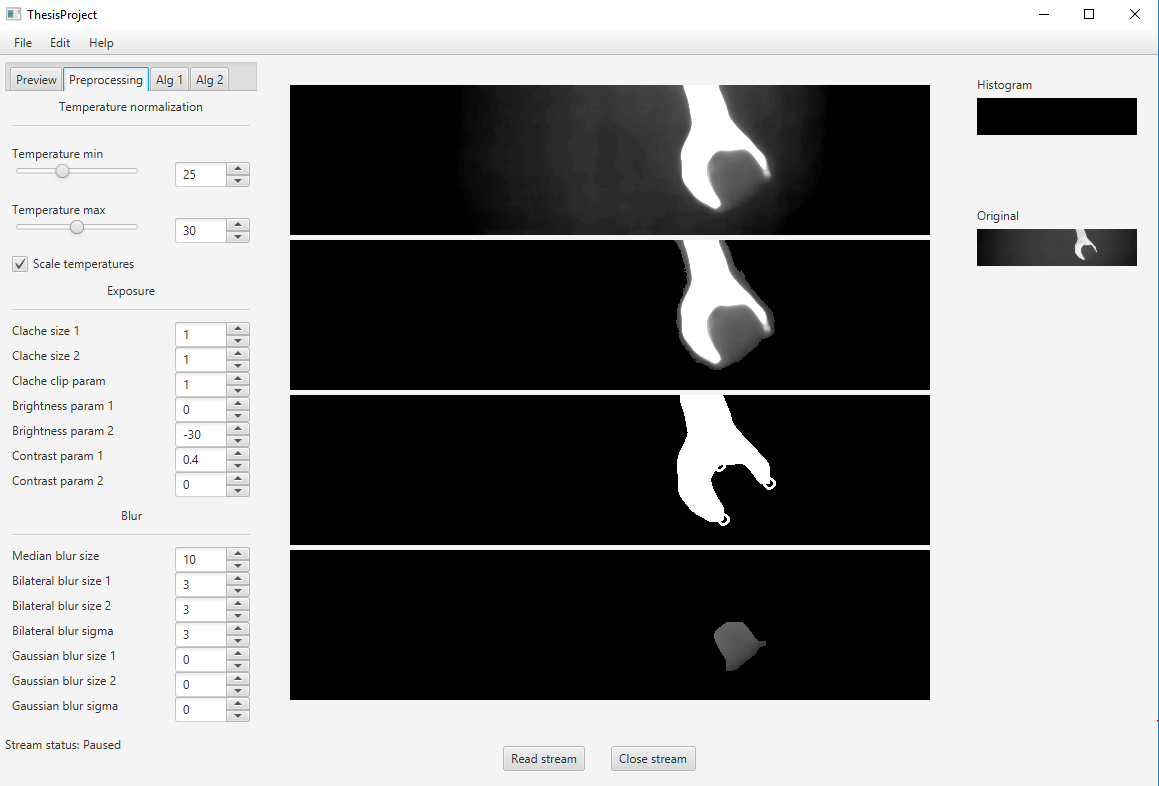 ThesisProject
File Edit Help
Preview Preprocessing Alg 1 Alg 2
Temperature normalization
Temperature min
25
Temperature max
30
Scale temperatures
Exposure
Clache size 1 1
Clache size 2 1
Clache clip param 1
Brightness param 1 0
Brightness param 2 -30
Contrast param 1 0.4
Contrast param 2 0
Blur
Median blur size 10
Bilateral blur size 1 3
Bilateral blur size 2 3
Bilateral blur sigma 3
Gaussian blur size 1 0
Gaussian blur size 2 0
Gaussian blur sigma 0
Stream status: Paused
Read stream Close stream
Histogram
Original